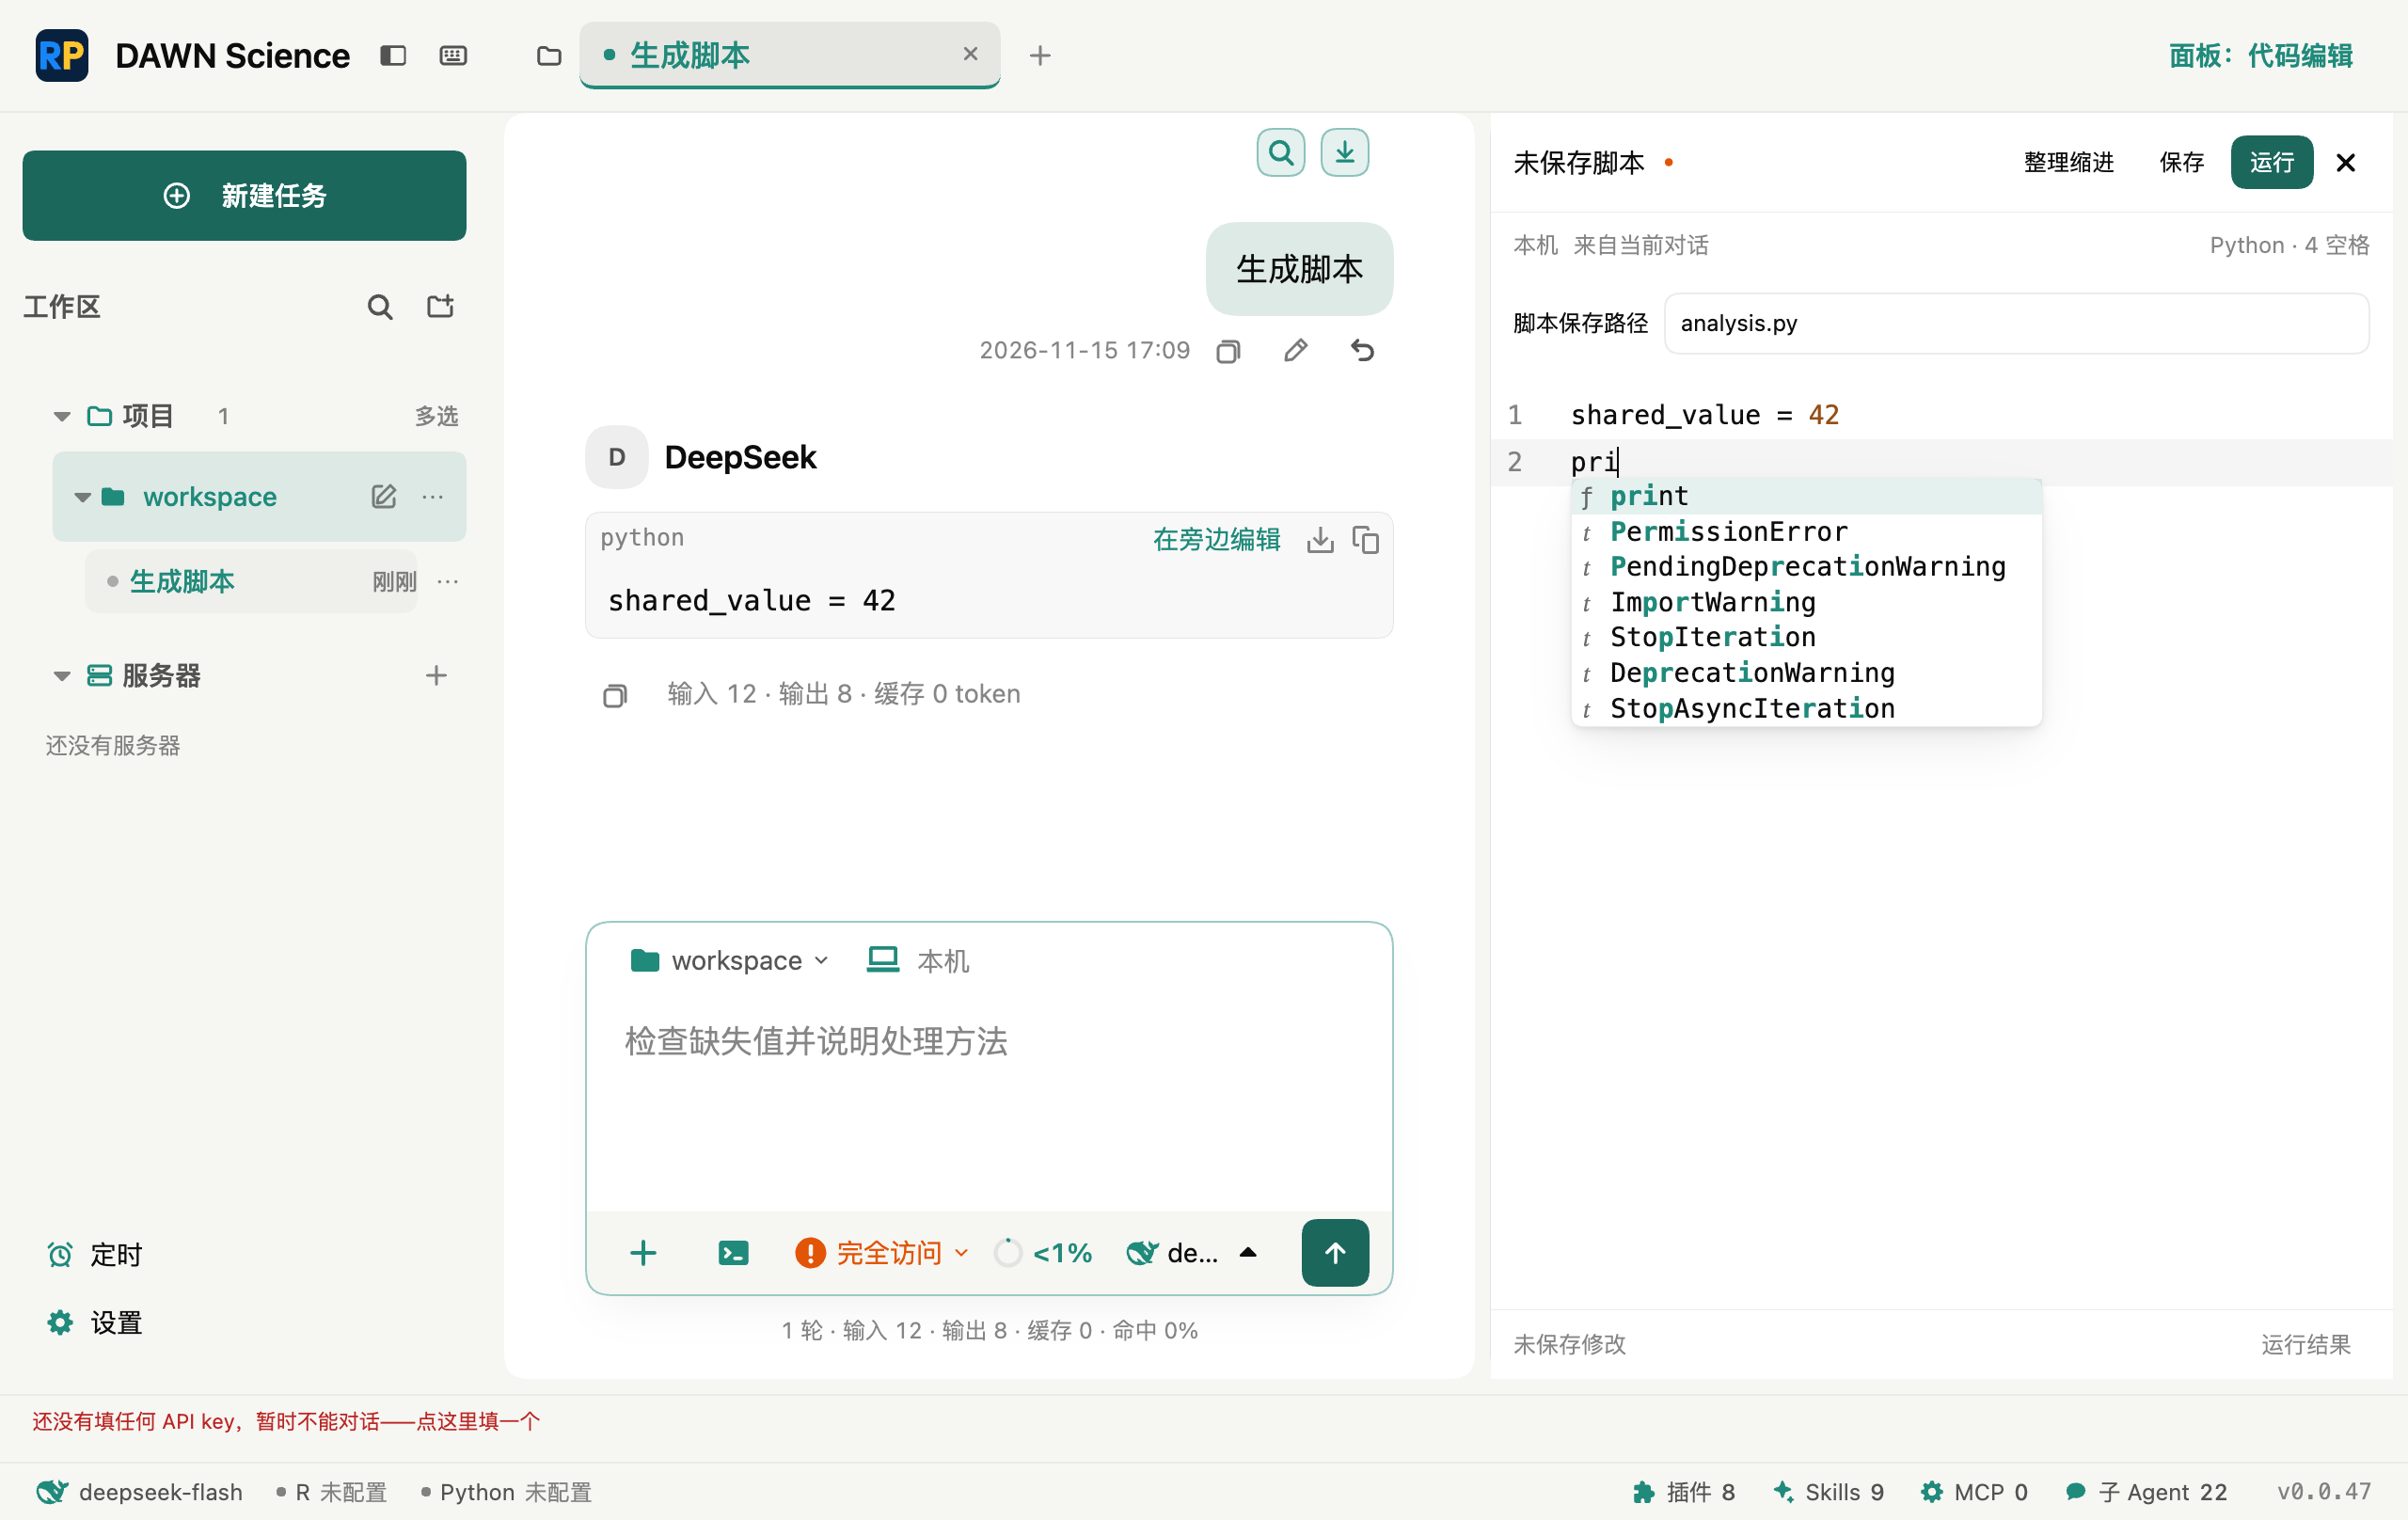 RP DAWN Science
生成脚本
面板：代码编辑
新建任务
工作区
项目 1 多选
workspace
生成脚本 刚刚
服务器
还没有服务器
定时
设置
生成脚本
2026-11-15 17:09
D DeepSeek
python 在旁边编辑
shared_value = 42
输入 12 · 输出 8 · 缓存 0 token
workspace 本机
检查缺失值并说明处理方法
完全访问 <1% de...
1 轮 · 输入 12 · 输出 8 · 缓存 0 · 命中 0%
未保存脚本 整理缩进 保存 运行
本机 来自当前对话 Python · 4 空格
脚本保存路径 analysis.py
1 shared_value = 42
2 pri
f print
t PermissionError
t PendingDeprecationWarning
t ImportWarning
t StopIteration
t DeprecationWarning
t StopAsyncIteration
未保存修改 运行结果
还没有填任何 API key，暂时不能对话——点这里填一个
deepseek-flash R 未配置 Python 未配置 插件 8 Skills 9 MCP 0 子 Agent 22 v0.0.47